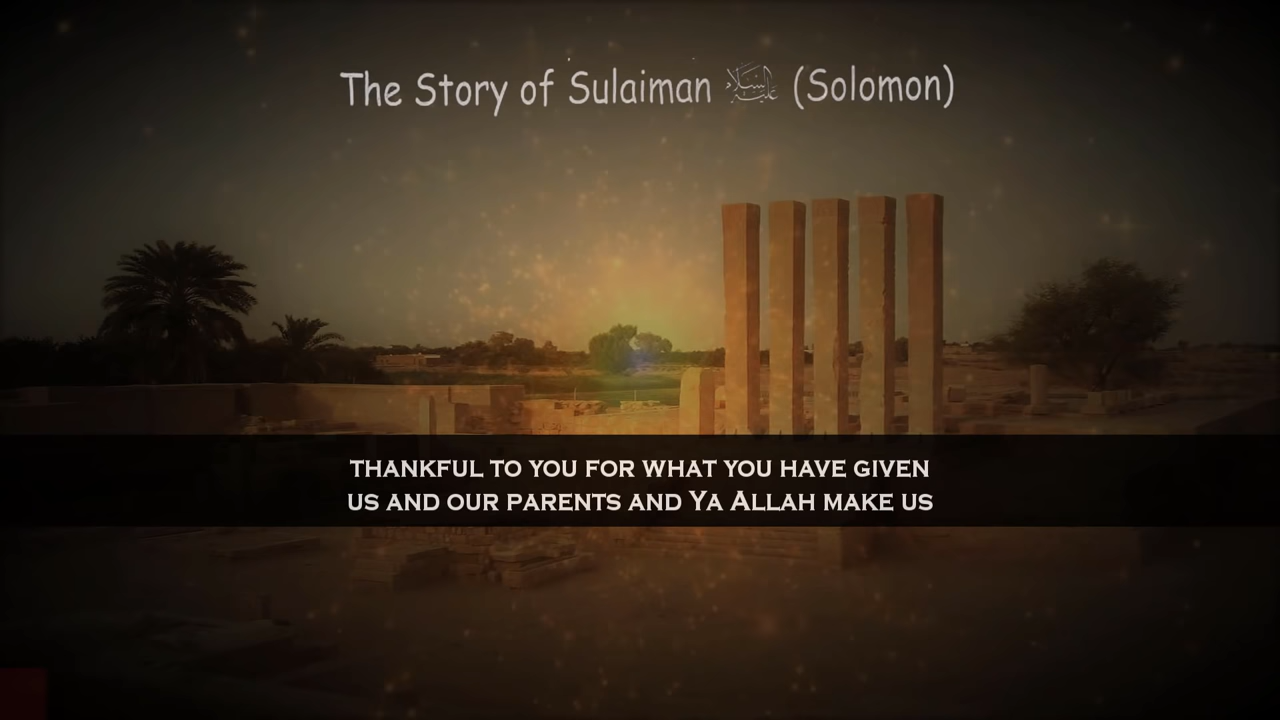 The Story of Sulaiman عليه السلام (Solomon)
THANKFUL TO YOU FOR WHAT YOU HAVE GIVEN
US AND OUR PARENTS AND YA ALLAH MAKE US